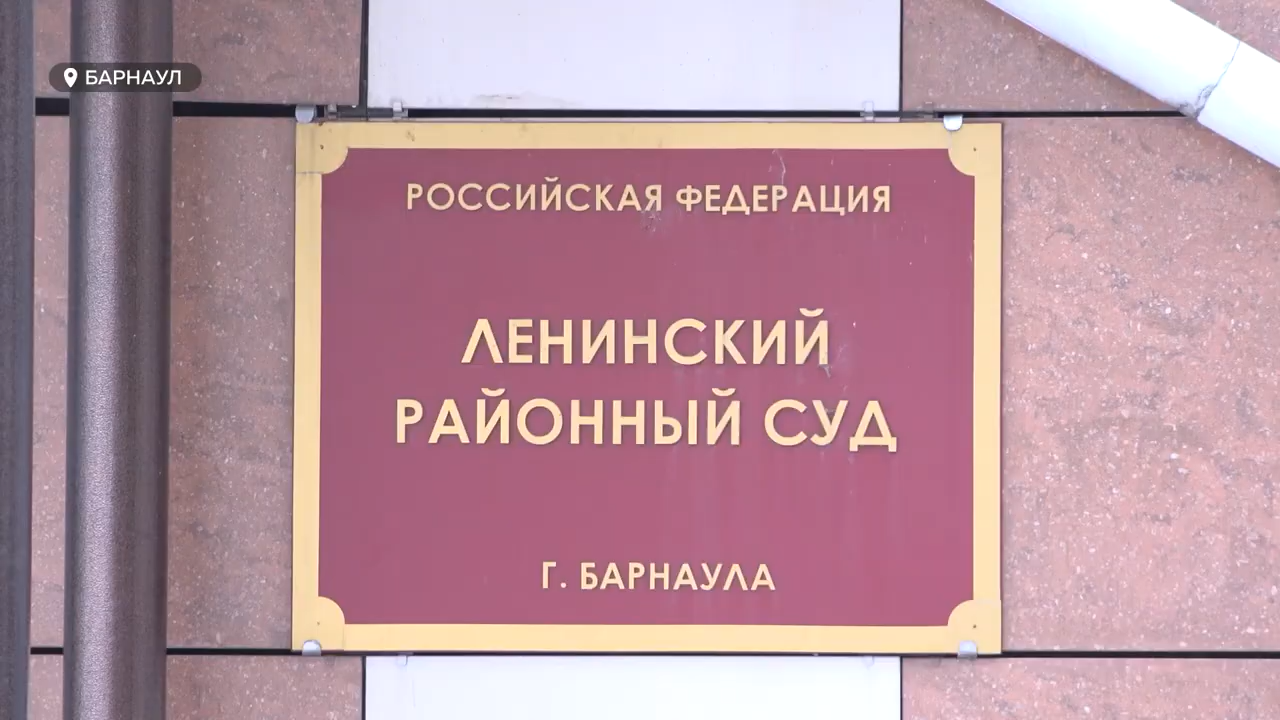 БАРНАУЛ
РОССИЙСКАЯ ФЕДЕРАЦИЯ
ЛЕНИНСКИЙ
РАЙОННЫЙ СУД
Г. БАРНАУЛА